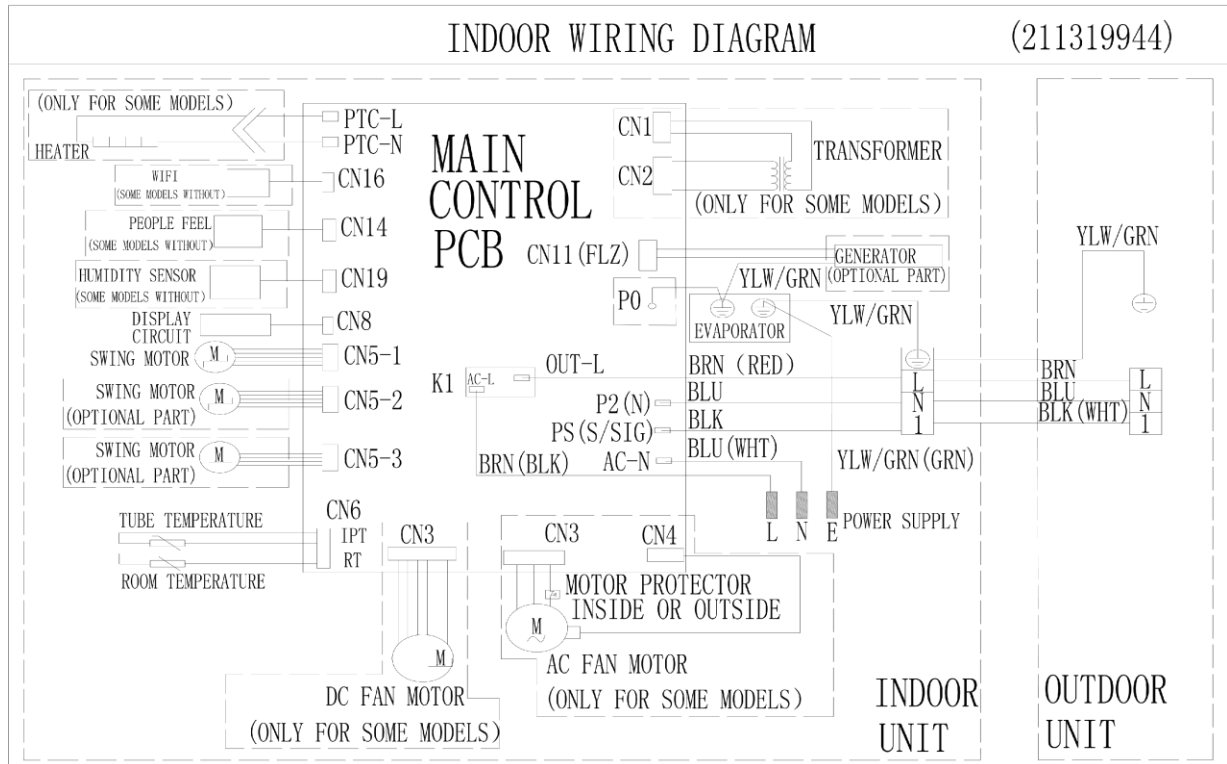 INDOOR WIRING DIAGRAM
(211319944)
(ONLY FOR SOME MODELS)
HEATER
PTC-L
PTC-N
WIFI
(SOME MODELS WITHOUT)
CN16
PEOPLE FEEL
(SOME MODELS WITHOUT)
CN14
HUMIDITY SENSOR
(SOME MODELS WITHOUT)
CN19
DISPLAY
CIRCUIT
CN8
SWING MOTOR
M
CN5-1
SWING MOTOR
(OPTIONAL PART)
M
CN5-2
SWING MOTOR
(OPTIONAL PART)
M
CN5-3
TUBE TEMPERATURE
ROOM TEMPERATURE
CN6
IPT
RT
MAIN
CONTROL
PCB
CN1
CN2
TRANSFORMER
(ONLY FOR SOME MODELS)
CN11(FLZ)
GENERATOR
(OPTIONAL PART)
YLW/GRN
P0
EVAPORATOR
YLW/GRN
K1
AC-L
OUT-L
BRN (RED)
P2(N)
BLU
PS(S/SIG)
BLK
AC-N
BLU(WHT)
BRN(BLK)
YLW/GRN(GRN)
L
N
1
L N E
POWER SUPPLY
CN3
M
DC FAN MOTOR
(ONLY FOR SOME MODELS)
CN3
CN4
MOTOR PROTECTOR
INSIDE OR OUTSIDE
M
AC FAN MOTOR
(ONLY FOR SOME MODELS)
INDOOR
UNIT
YLW/GRN
BRN
BLU
BLK(WHT)
L
N
1
OUTDOOR
UNIT